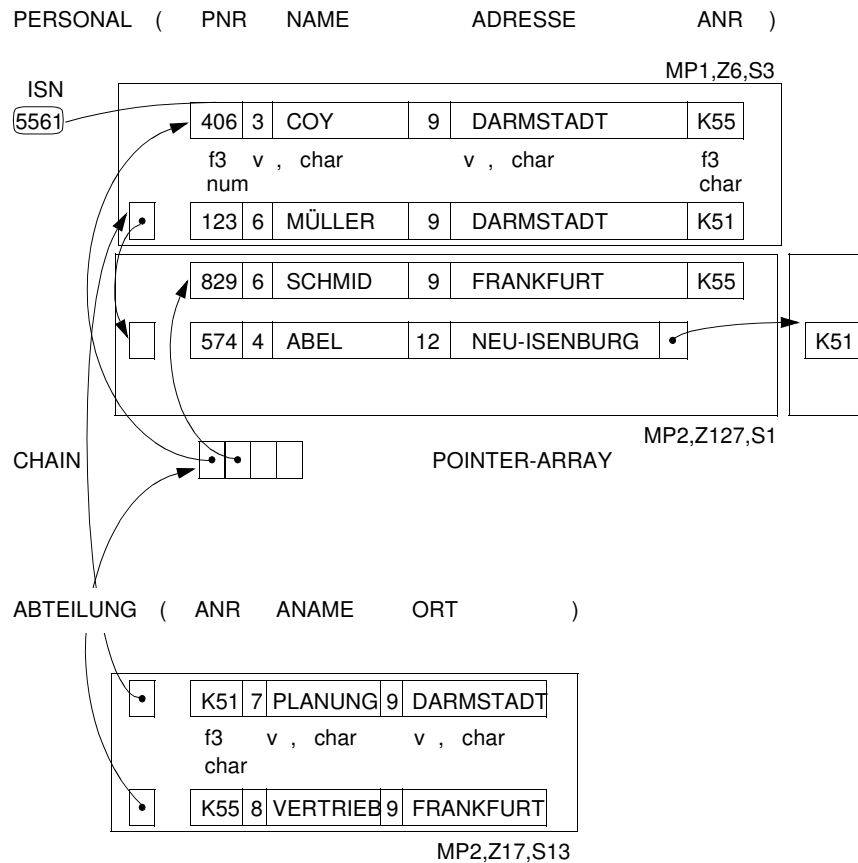 PERSONAL ( PNR NAME ADRESSE ANR )
MP1,Z6,S3
ISN
5561
406 3 COY 9 DARMSTADT K55
f3 v , char v , char f3
num char
123 6 MÜLLER 9 DARMSTADT K51
829 6 SCHMID 9 FRANKFURT K55
574 4 ABEL 12 NEU-ISENBURG K51
MP2,Z127,S1
CHAIN POINTER-ARRAY
ABTEILUNG ( ANR ANAME ORT )
K51 7 PLANUNG 9 DARMSTADT
f3 v , char v , char
char
K55 8 VERTRIEB 9 FRANKFURT
MP2,Z17,S13